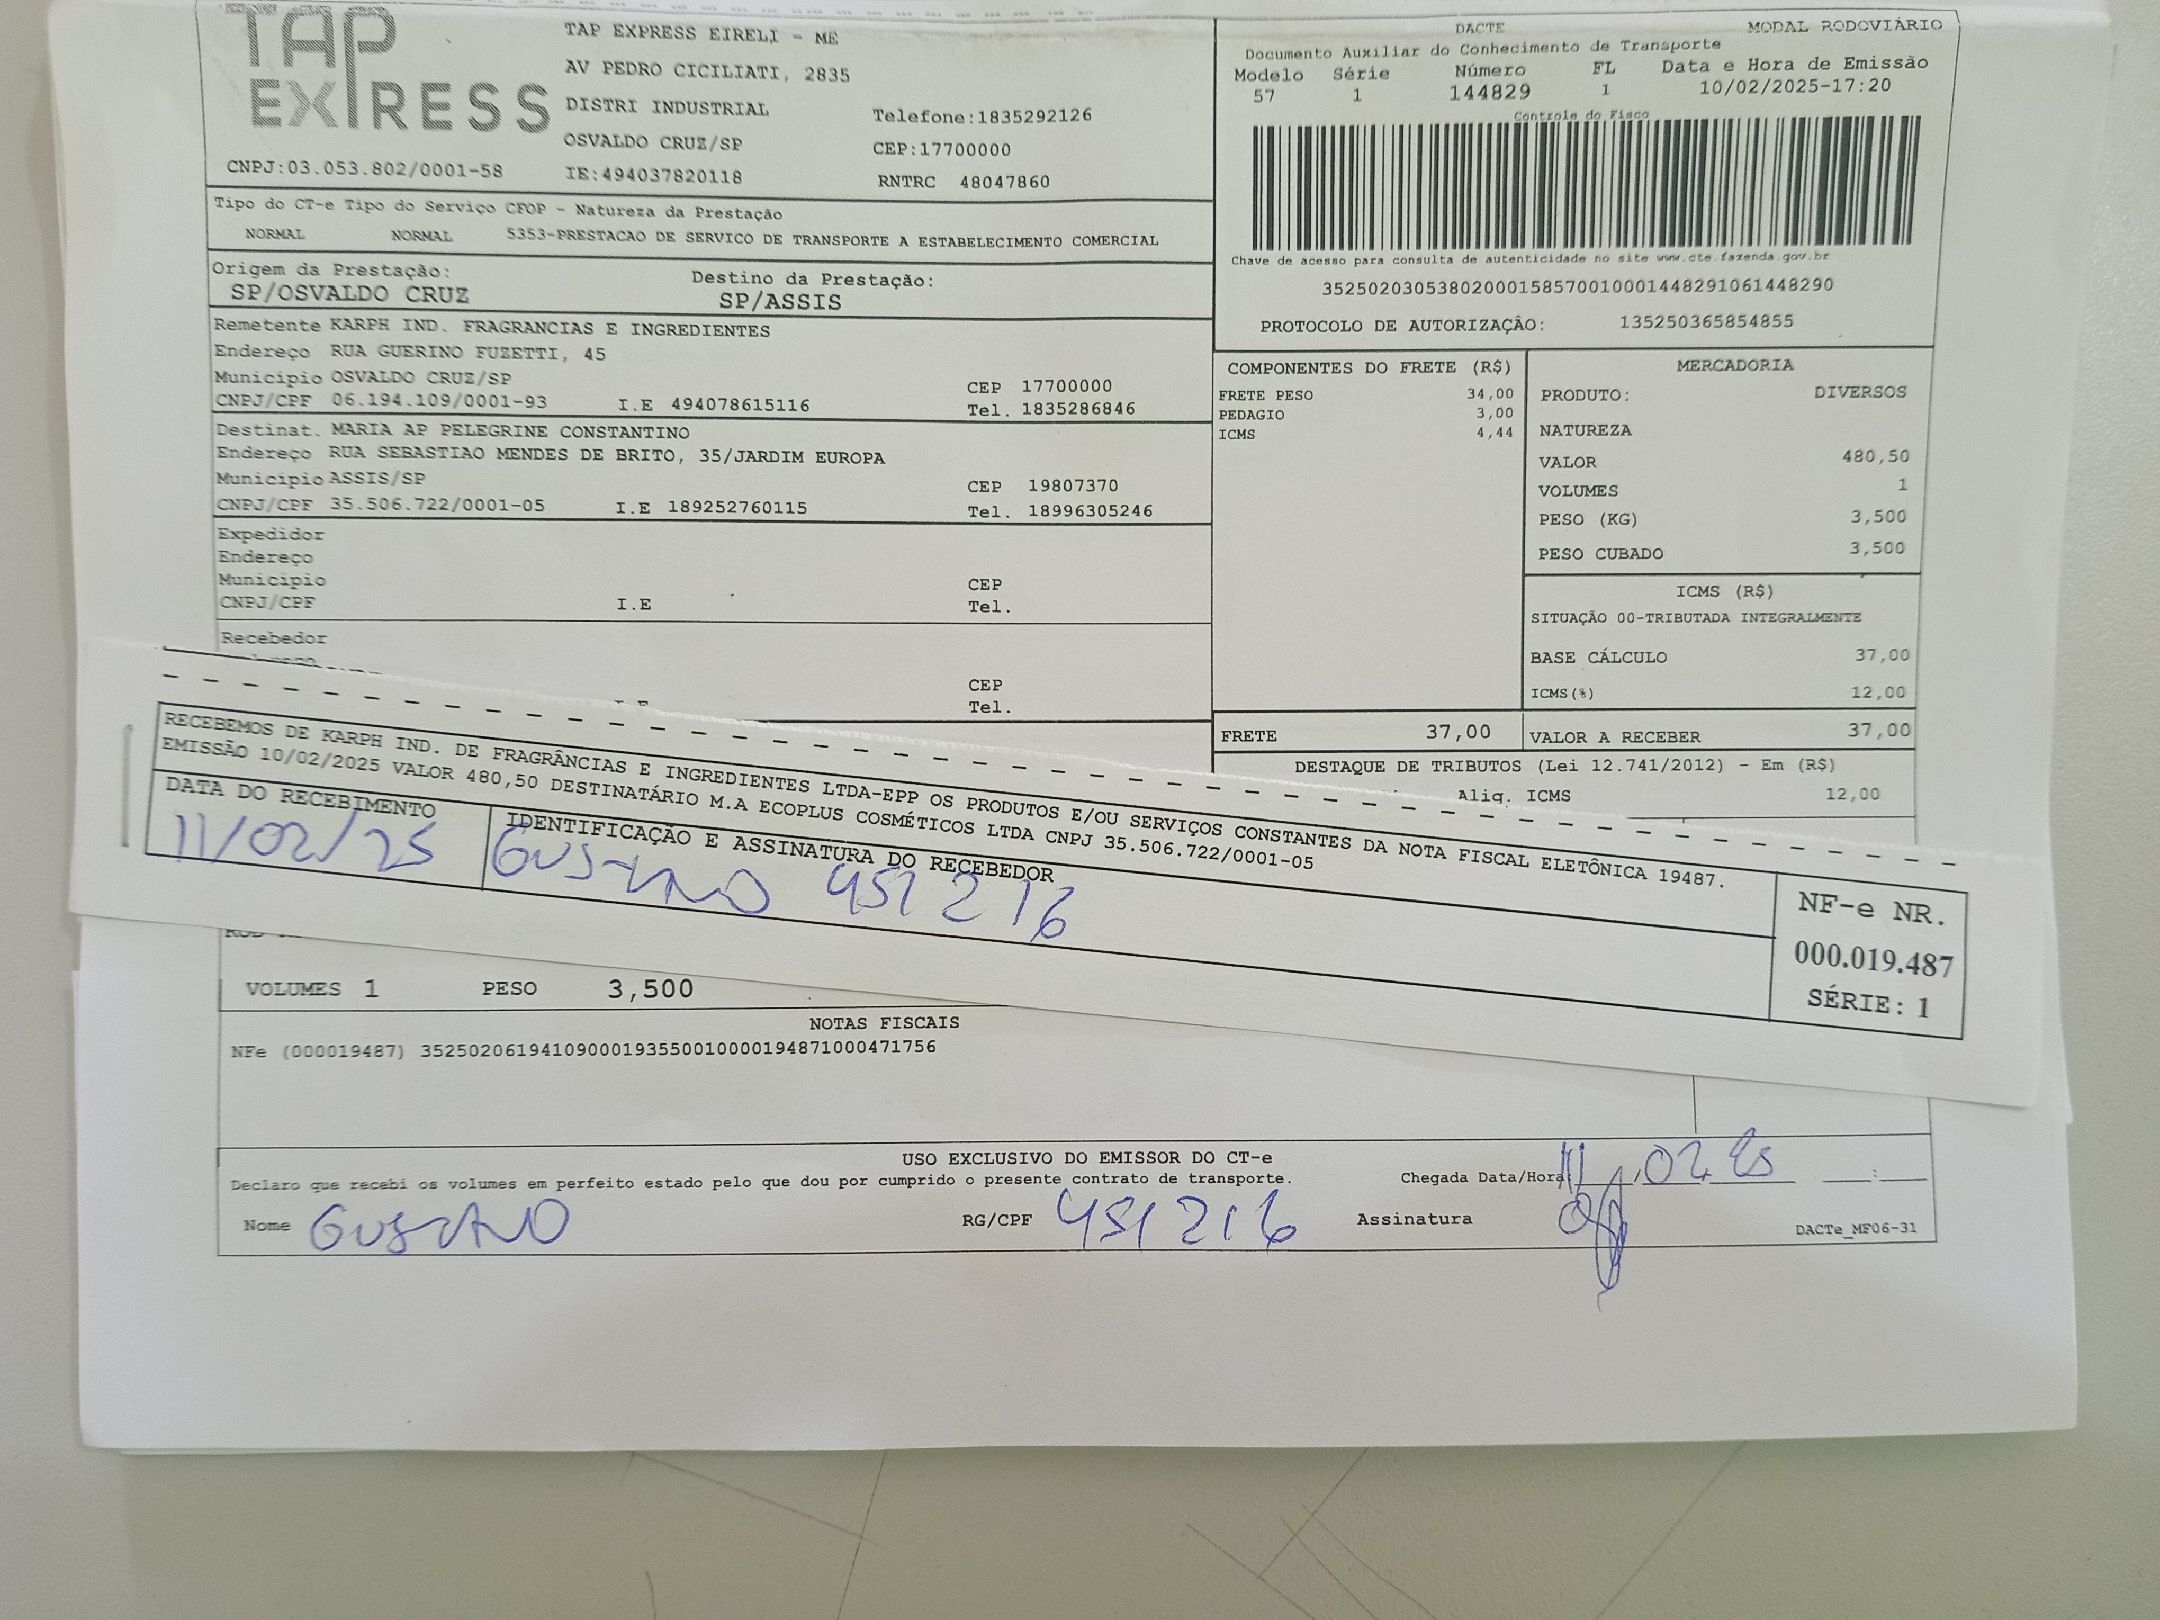 TAP EXPRESS
TAP EXPRESS EIRELI - ME
AV PEDRO CICILIATI, 2835
DISTRI INDUSTRIAL
Telefone:1835292126
OSVALDO CRUZ/SP
CEP:17700000
CNPJ:03.053.802/0001-58
IE:494037820118
RNTRC 48047860
DACTE
MODAL RODOVIÁRIO
Documento Auxiliar do Conhecimento de Transporte
Modelo Série Número FL Data e Hora de Emissão
57 1 144829 1 10/02/2025-17:20
Controle do Fisco
Chave de acesso para consulta de autenticidade no site www.cte.fazenda.gov.br
35250203053802000158570010001448291061448290
PROTOCOLO DE AUTORIZAÇÃO: 135250365854855
Tipo do CT-e Tipo do Serviço CFOP - Natureza da Prestação
NORMAL NORMAL 5353-PRESTACAO DE SERVICO DE TRANSPORTE A ESTABELECIMENTO COMERCIAL
Origem da Prestação: Destino da Prestação:
SP/OSVALDO CRUZ SP/ASSIS
Remetente KARPH IND. FRAGRANCIAS E INGREDIENTES
Endereço RUA GUERINO FUZETTI, 45
Municipio OSVALDO CRUZ/SP CEP 17700000
CNPJ/CPF 06.194.109/0001-93 I.E 494078615116 Tel. 1835286846
Destinat. MARIA AP PELEGRINE CONSTANTINO
Endereço RUA SEBASTIAO MENDES DE BRITO, 35/JARDIM EUROPA
Municipio ASSIS/SP CEP 19807370
CNPJ/CPF 35.506.722/0001-05 I.E 189252760115 Tel. 18996305246
Expedidor
Endereço
Municipio CEP
CNPJ/CPF I.E Tel.
Recebedor
CEP
Tel.
COMPONENTES DO FRETE (R$)
FRETE PESO 34,00
PEDAGIO 3,00
ICMS 4,44
MERCADORIA
PRODUTO: DIVERSOS
NATUREZA
VALOR 480,50
VOLUMES 1
PESO (KG) 3,500
PESO CUBADO 3,500
ICMS (R$)
SITUAÇÃO 00-TRIBUTADA INTEGRALMENTE
BASE CÁLCULO 37,00
ICMS(%) 12,00
FRETE 37,00 VALOR A RECEBER 37,00
DESTAQUE DE TRIBUTOS (Lei 12.741/2012) - Em (R$)
Aliq. ICMS 12,00
RECEBEMOS DE KARPH IND. DE FRAGRÂNCIAS E INGREDIENTES LTDA-EPP OS PRODUTOS E/OU SERVIÇOS CONSTANTES DA NOTA FISCAL ELETÔNICA 19487.
EMISSÃO 10/02/2025 VALOR 480,50 DESTINATÁRIO M.A ECOPLUS COSMÉTICOS LTDA CNPJ 35.506.722/0001-05
DATA DO RECEBIMENTO IDENTIFICAÇÃO E ASSINATURA DO RECEBEDOR
11/02/25 GUSTAVO 451216
NF-e NR.
000.019.487
SÉRIE: 1
VOLUMES 1 PESO 3,500
NOTAS FISCAIS
NFe (000019487) 35250206194109000193550010000194871000471756
USO EXCLUSIVO DO EMISSOR DO CT-e
Declaro que recebi os volumes em perfeito estado pelo que dou por cumprido o presente contrato de transporte. Chegada Data/Hora 11/02 25
Nome GUSTAVO RG/CPF 451216 Assinatura
DACTe_MF06-31